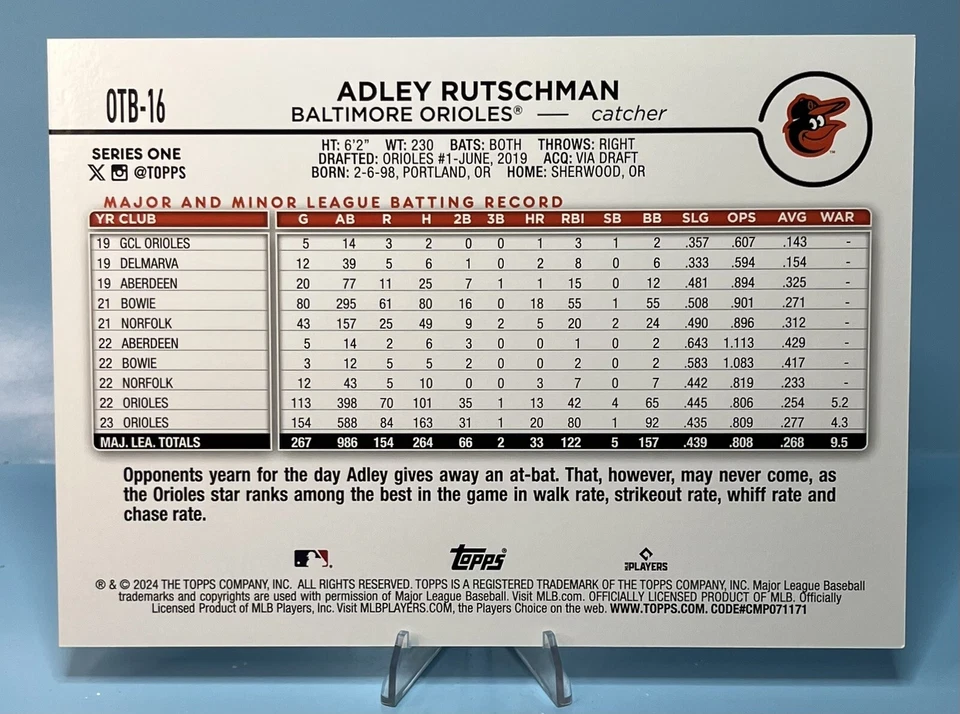 OTB-16
ADLEY RUTSCHMAN
BALTIMORE ORIOLES® — catcher
SERIES ONE
X @TOPPS
HT: 6'2" WT: 230 BATS: BOTH THROWS: RIGHT
DRAFTED: ORIOLES #1-JUNE, 2019 ACQ: VIA DRAFT
BORN: 2-6-98, PORTLAND, OR HOME: SHERWOOD, OR
MAJOR AND MINOR LEAGUE BATTING RECORD
YR CLUB G AB R H 2B 3B HR RBI SB BB SLG OPS AVG WAR
19 GCL ORIOLES 5 14 3 2 0 0 1 3 1 2 .357 .607 .143 -
19 DELMARVA 12 39 5 6 1 0 2 8 0 6 .333 .594 .154 -
19 ABERDEEN 20 77 11 25 7 1 1 15 0 12 .481 .894 .325 -
21 BOWIE 80 295 61 80 16 0 18 55 1 55 .508 .901 .271 -
21 NORFOLK 43 157 25 49 9 2 5 20 2 24 .490 .896 .312 -
22 ABERDEEN 5 14 2 6 3 0 0 1 0 2 .643 1.113 .429 -
22 BOWIE 3 12 5 5 2 0 0 2 0 2 .583 1.083 .417 -
22 NORFOLK 12 43 5 10 0 0 3 7 0 7 .442 .819 .233 -
22 ORIOLES 113 398 70 101 35 1 13 42 4 65 .445 .806 .254 5.2
23 ORIOLES 154 588 84 163 31 1 20 80 1 92 .435 .809 .277 4.3
MAJ. LEA. TOTALS 267 986 154 264 66 2 33 122 5 157 .439 .808 .268 9.5
Opponents yearn for the day Adley gives away an at-bat. That, however, may never come, as
the Orioles star ranks among the best in the game in walk rate, strikeout rate, whiff rate and
chase rate.
Topps® MLBPLAYERS
® & © 2024 THE TOPPS COMPANY, INC. ALL RIGHTS RESERVED. TOPPS IS A REGISTERED TRADEMARK OF THE TOPPS COMPANY, INC. Major League Baseball
trademarks and copyrights are used with permission of Major League Baseball. Visit MLB.com. OFFICIALLY LICENSED PRODUCT OF MLB. Officially
Licensed Product of MLB Players, Inc. Visit MLBPLAYERS.COM, the Players Choice on the web. WWW.TOPPS.COM. CODE#CMP071171